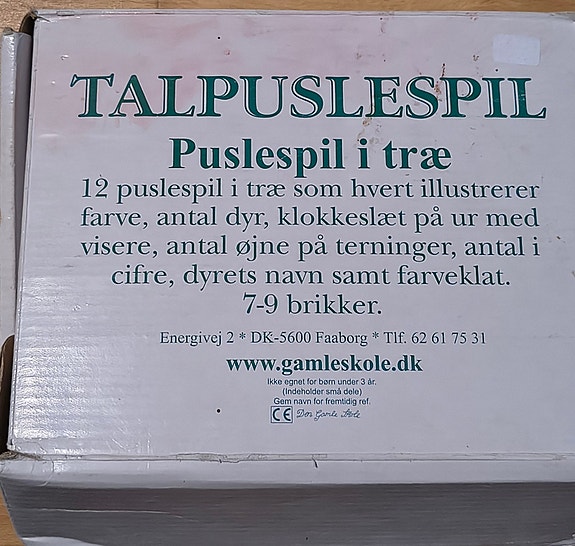 TALPUSLESPIL
Puslespil i træ
12 puslespil i træ som hvert illustrerer
farve, antal dyr, klokkeslæt på ur med
visere, antal øjne på terninger, antal i
cifre, dyrets navn samt farveklat.
7-9 brikker.
Energivej 2 * DK-5600 Faaborg * Tlf. 62 61 75 31
www.gamleskole.dk
Ikke egnet for børn under 3 år.
(Indeholder små dele)
Gem navn for fremtidig ref.
CE Den Gamle Skole